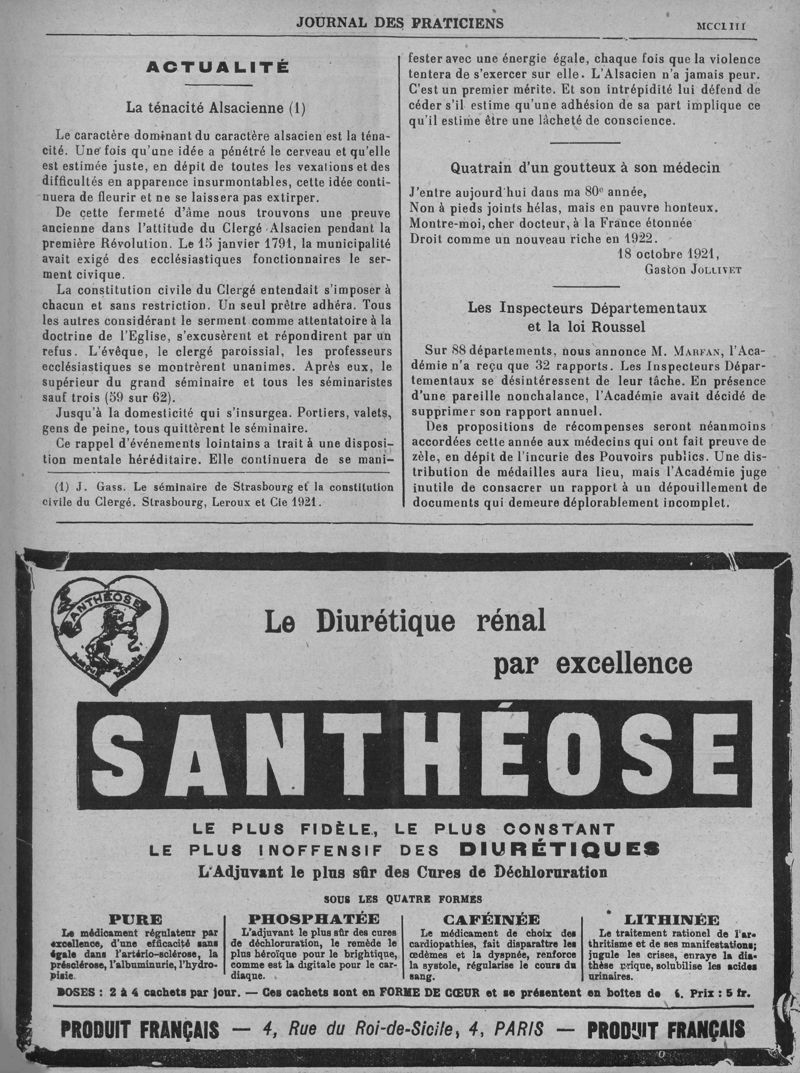 JOURNAL DES PRATICIENS
MCCLIII
ACTUALITÉ
La ténacité Alsacienne (1)
Le caractère dominant du caractère alsacien est la téna-
cité. Une fois qu'une idée a pénétré le cerveau et qu'elle
est estimée juste, en dépit de toutes les vexations et des
difficultés en apparence insurmontables, cette idée conti-
nuera de fleurir et ne se laissera pas extirper.
De cette fermeté d'âme nous trouvons une preuve
ancienne dans l'attitude du Clergé Alsacien pendant la
première Révolution. Le 15 janvier 1791, la municipalité
avait exigé des ecclésiastiques fonctionnaires le ser-
ment civique.
La constitution civile du Clergé entendait s'imposer à
chacun et sans restriction. Un seul prêtre adhéra. Tous
les autres considérant le serment comme attentatoire à la
doctrine de l'Eglise, s'excusèrent et répondirent par un
refus. L'évêque, le clergé paroissial, les professeurs
ecclésiastiques se montrèrent unanimes. Après eux, le
supérieur du grand séminaire et tous les séminaristes
sauf trois (59 sur 62).
Jusqu'à la domesticité qui s'insurgea. Portiers, valets,
gens de peine, tous quittèrent le séminaire.
Ce rappel d'événements lointains a trait à une disposi-
tion mentale héréditaire. Elle continuera de se mani-
(1) J. Gass. Le séminaire de Strasbourg et la constitution
civile du Clergé. Strasbourg, Leroux et Cie 1921.
fester avec une énergie égale, chaque fois que la violence
tentera de s'exercer sur elle. L'Alsacien n'a jamais peur.
C'est un premier mérite. Et son intrépidité lui défend de
céder s'il estime qu'une adhésion de sa part implique ce
qu'il estime être une lâcheté de conscience.
Quatrain d'un goutteux à son médecin
J'entre aujourd'hui dans ma 80e année,
Non à pieds joints hélas, mais en pauvre honteux.
Montre-moi, cher docteur, à la France étonnée
Droit comme un nouveau riche en 1922.
18 octobre 1921,
Gaston JOLLIVET
Les Inspecteurs Départementaux
et la loi Roussel
Sur 88 départements, nous annonce M. MARFAN, l'Aca-
démie n'a reçu que 32 rapports. Les Inspecteurs Dépar-
tementaux se désintéressent de leur tâche. En présence
d'une pareille nonchalance, l'Académie avait décidé de
supprimer son rapport annuel.
Des propositions de récompenses seront néanmoins
accordées cette année aux médecins qui ont fait preuve de
zèle, en dépit de l'incurie des Pouvoirs publics. Une dis-
tribution de médailles aura lieu, mais l'Académie juge
inutile de consacrer un rapport à un dépouillement de
documents qui demeure déplorablement incomplet.
SANTHÉOSE
Le Diurétique rénal
par excellence
SANTHÉOSE
LE PLUS FIDÈLE, LE PLUS CONSTANT
LE PLUS INOFFENSIF DES DIURÉTIQUES
L'Adjuvant le plus sûr des Cures de Déchloruration
SOUS LES QUATRE FORMES
PURE
Le médicament régulateur par
excellence, d'une efficacité sans
égale dans l'artério-sclérose, la
présclérose, l'albuminurie, l'hydro-
pisie.
PHOSPHATÉE
L'adjuvant le plus sûr des cures
de déchloruration, le remède le
plus héroïque pour le brightique,
comme est la digitale pour le car-
diaque.
CAFÉINÉE
Le médicament de choix des
cardiopathies, fait disparaître les
œdèmes et la dyspnée, renforce
la systole, régularise le cours du
sang.
LITHINÉE
Le traitement rationel de l'ar-
thritisme et de ses manifestations;
jugule les crises, enraye la dia-
thèse urique, solubilise les acides
urinaires.
DOSES : 2 à 4 cachets par jour. — Ces cachets sont en FORME DE CŒUR et se présentent en boîtes de Prix : 5 fr.
PRODUIT FRANÇAIS — 4, Rue du Roi-de-Sicile, 4, PARIS — PRODUIT FRANÇAIS